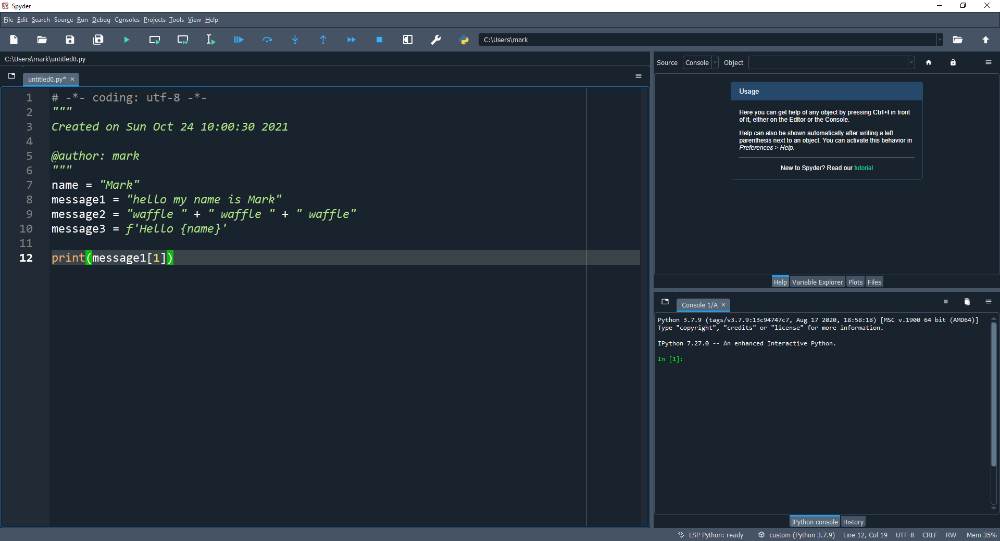 Spyder
File Edit Search Source Run Debug Consoles Projects Tools View Help
C:\Users\mark
C:\Users\mark\untitled0.py
untitled0.py*
1 # -*- coding: utf-8 -*-
2 """
3 Created on Sun Oct 24 10:00:30 2021
4
5 @author: mark
6 """
7 name = "Mark"
8 message1 = "hello my name is Mark"
9 message2 = "waffle " + " waffle " + " waffle"
10 message3 = f'Hello {name}'
11
12 print(message1[1])
Source Console Object
Usage
Here you can get help of any object by pressing Ctrl+I in front
of it, either on the Editor or the Console.
Help can also be shown automatically after writing a left
parenthesis next to an object. You can activate this behavior in
Preferences > Help.
New to Spyder? Read our tutorial
Help Variable Explorer Plots Files
Console 1/A
Python 3.7.9 (tags/v3.7.9:13c94747c7, Aug 17 2020, 18:58:18) [MSC v.1900 64 bit (AMD64)]
Type "copyright", "credits" or "license" for more information.
IPython 7.27.0 -- An enhanced Interactive Python.
In [1]:
IPython console History
LSP Python: ready custom (Python 3.7.9) Line 12, Col 19 UTF-8 CRLF RW Mem 35%